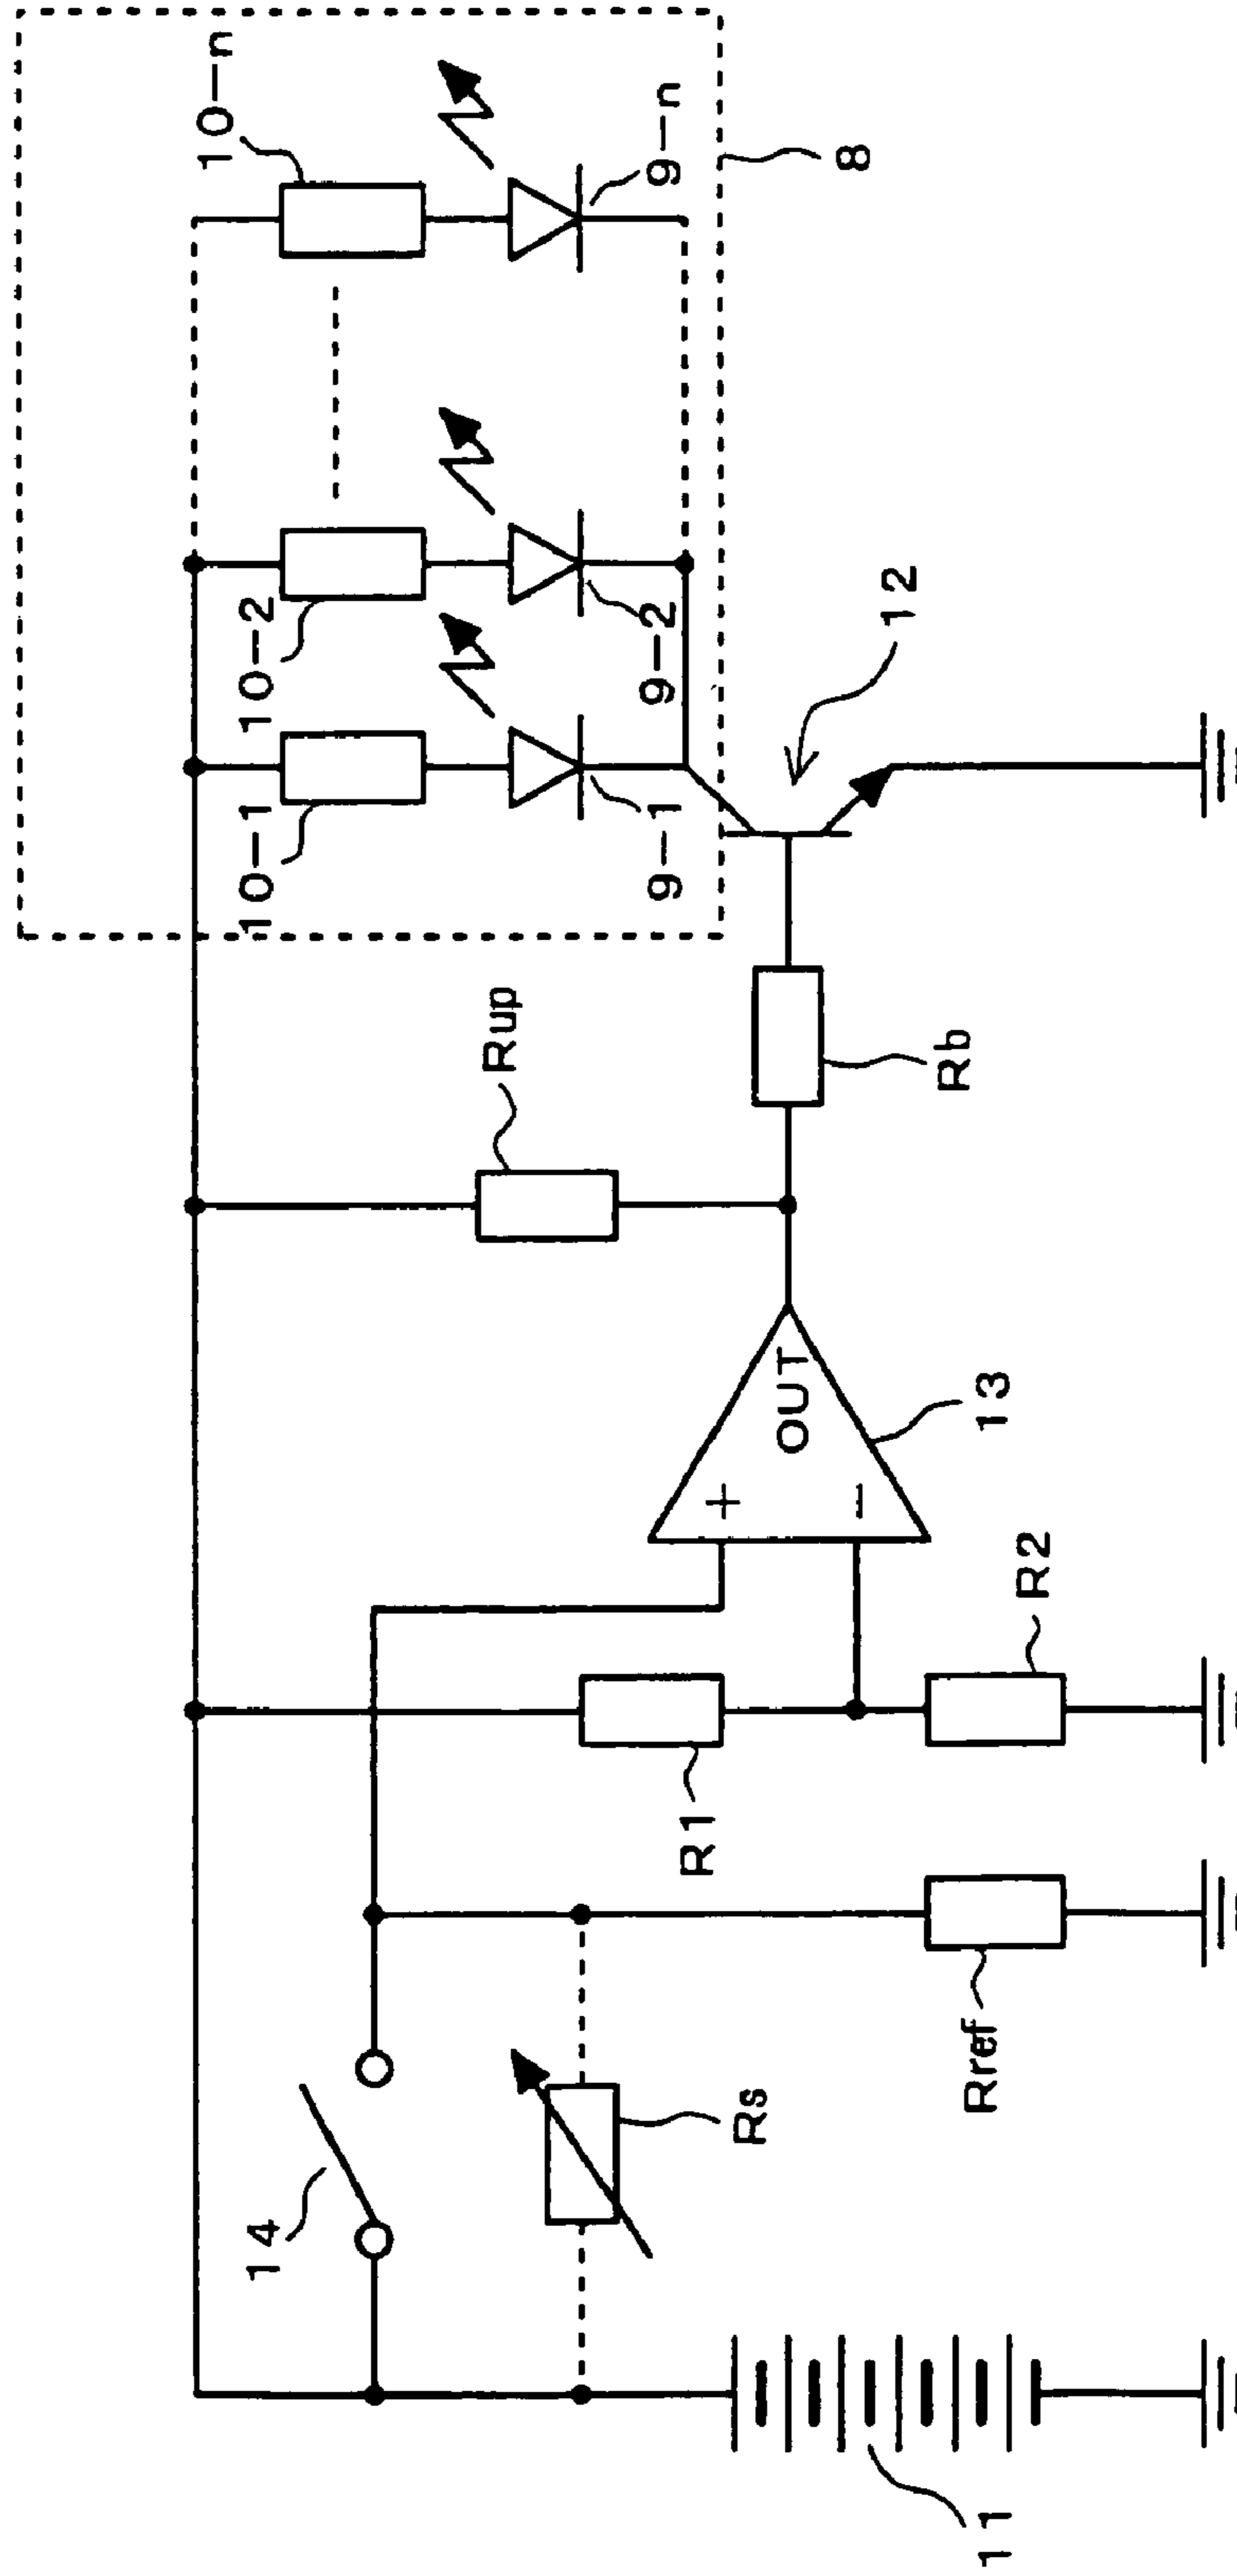 10-1
10-2
10-n
9-1
9-2
9-n
8
Rup
14
Rs
R1
+
−
OUT
13
Rb
12
11
Rref
R2